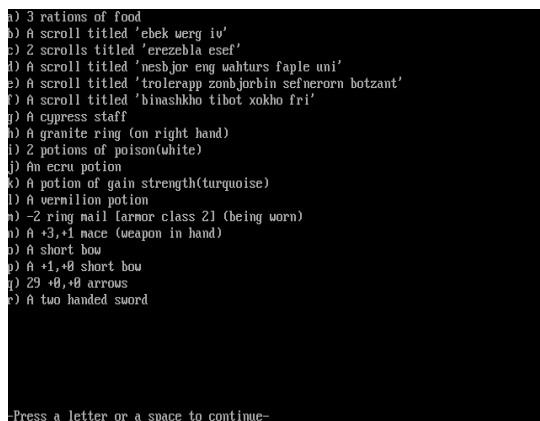 a) 3 rations of food
b) A scroll titled 'ebek werg iv'
c) 2 scrolls titled 'erezebla esef'
d) A scroll titled 'nesbjor eng wahturs faple uni'
e) A scroll titled 'trolerapp zonbjorbin sefnerorn botzant'
f) A scroll titled 'binashkho tibot xokho fri'
g) A cypress staff
h) A granite ring (on right hand)
i) 2 potions of poison(white)
j) An ecru potion
k) A potion of gain strength(turquoise)
l) A vermilion potion
m) -2 ring mail [armor class 2] (being worn)
n) A +3,+1 mace (weapon in hand)
o) A short bow
p) A +1,+0 short bow
q) 29 +0,+0 arrows
r) A two handed sword
-Press a letter or a space to continue-